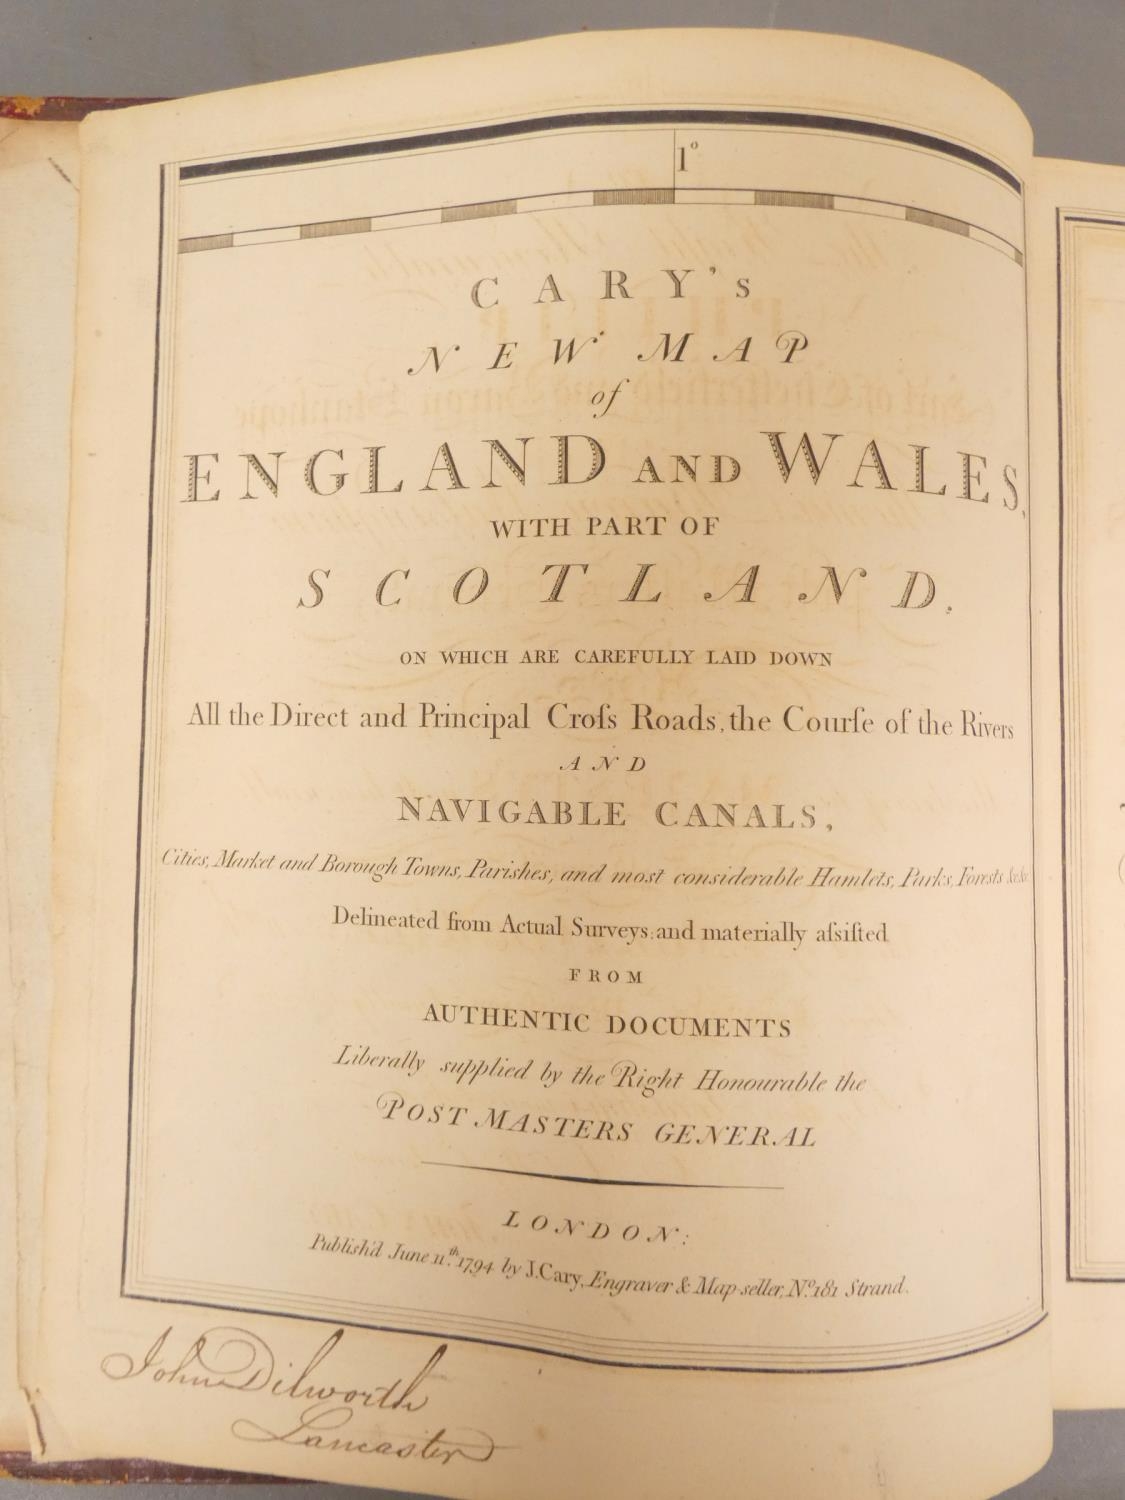 1°
CARY's
NEW MAP
of
ENGLAND AND WALES,
WITH PART OF
SCOTLAND,
ON WHICH ARE CAREFULLY LAID DOWN
All the Direct and Principal Croſs Roads, the Courſe of the Rivers
AND
NAVIGABLE CANALS,
Cities, Market and Borough Towns, Parishes, and most considerable Hamlets, Parks, Forests &c &c
Delineated from Actual Surveys: and materially aſsiſted
FROM
AUTHENTIC DOCUMENTS
Liberally supplied by the Right Honourable the
POST MASTERS GENERAL
LONDON:
Publish'd June 11th 1794 by J. Cary, Engraver & Map-seller, No. 181 Strand.
John Dilworth
Lancaster